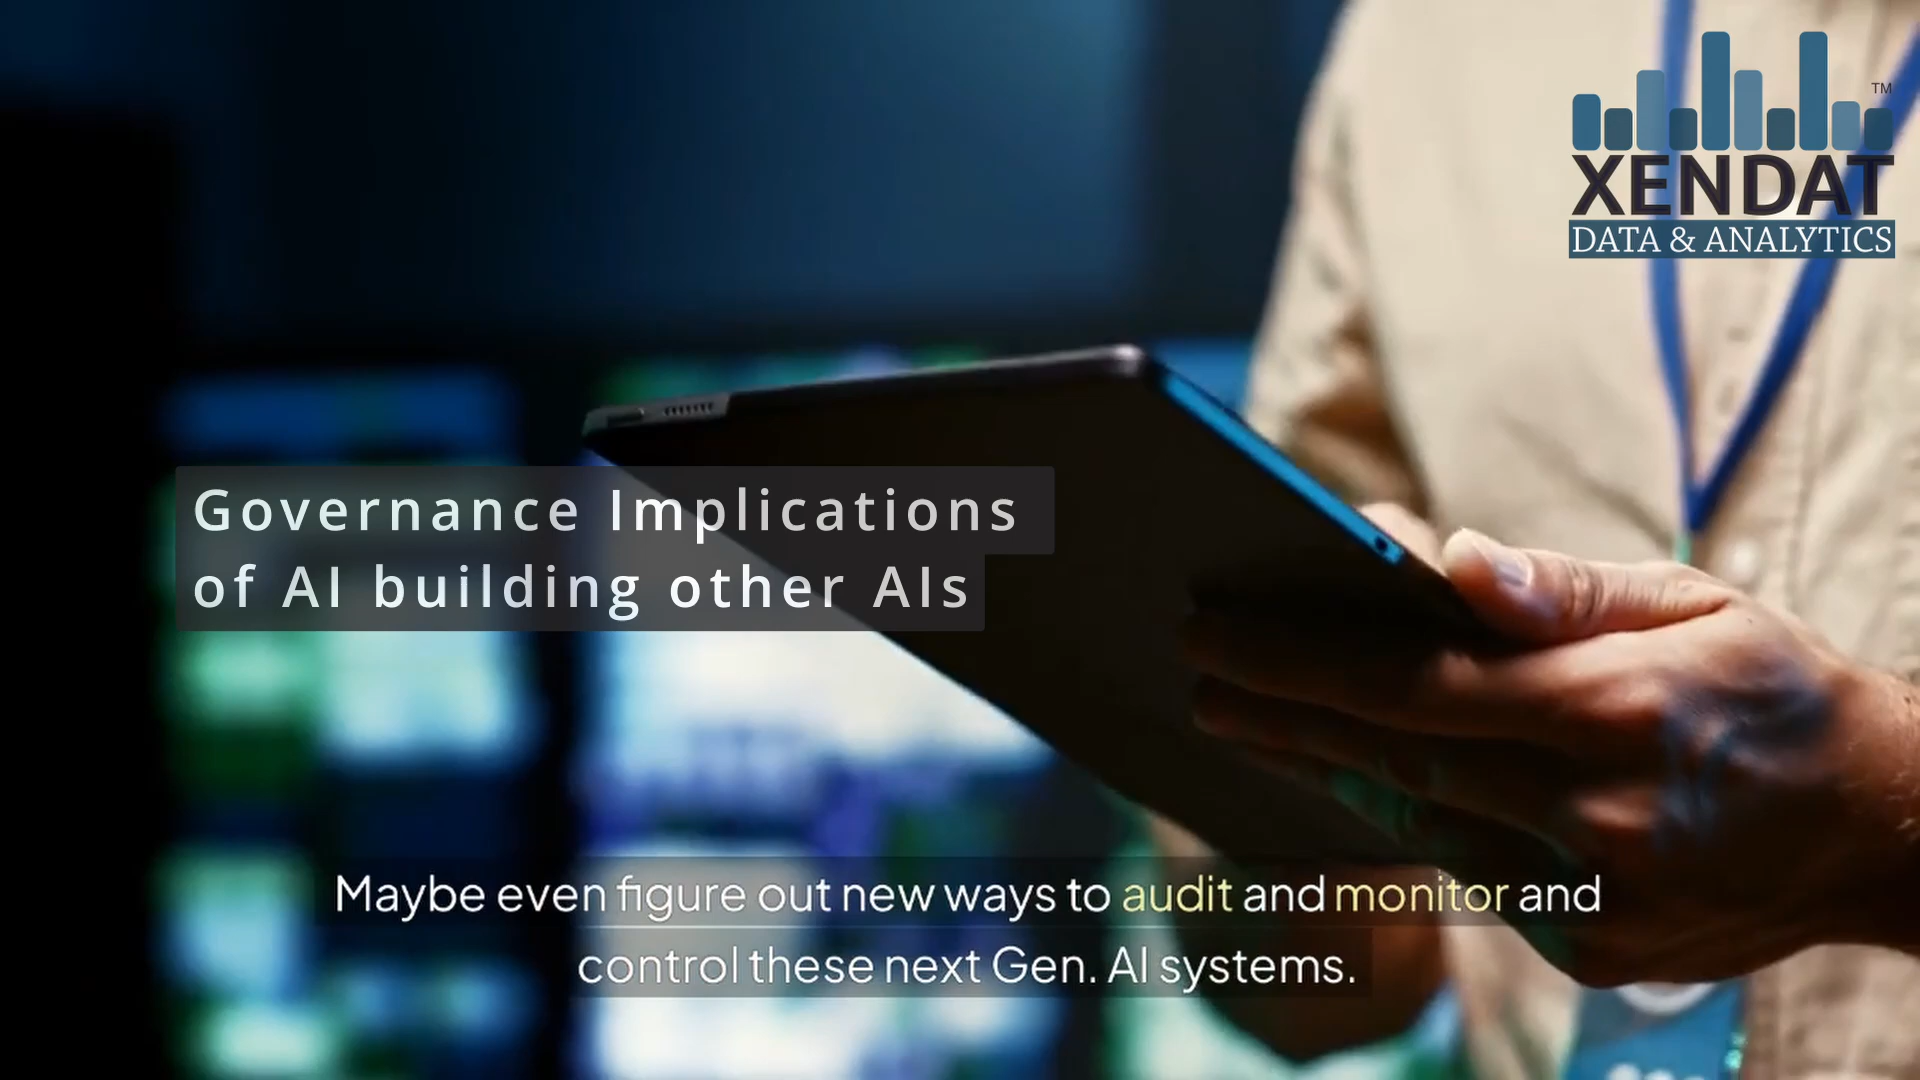 TM
XENDAT
DATA & ANALYTICS
Governance Implications
of AI building other AIs
Maybe even figure out new ways to audit and monitor and
control these next Gen. AI systems.